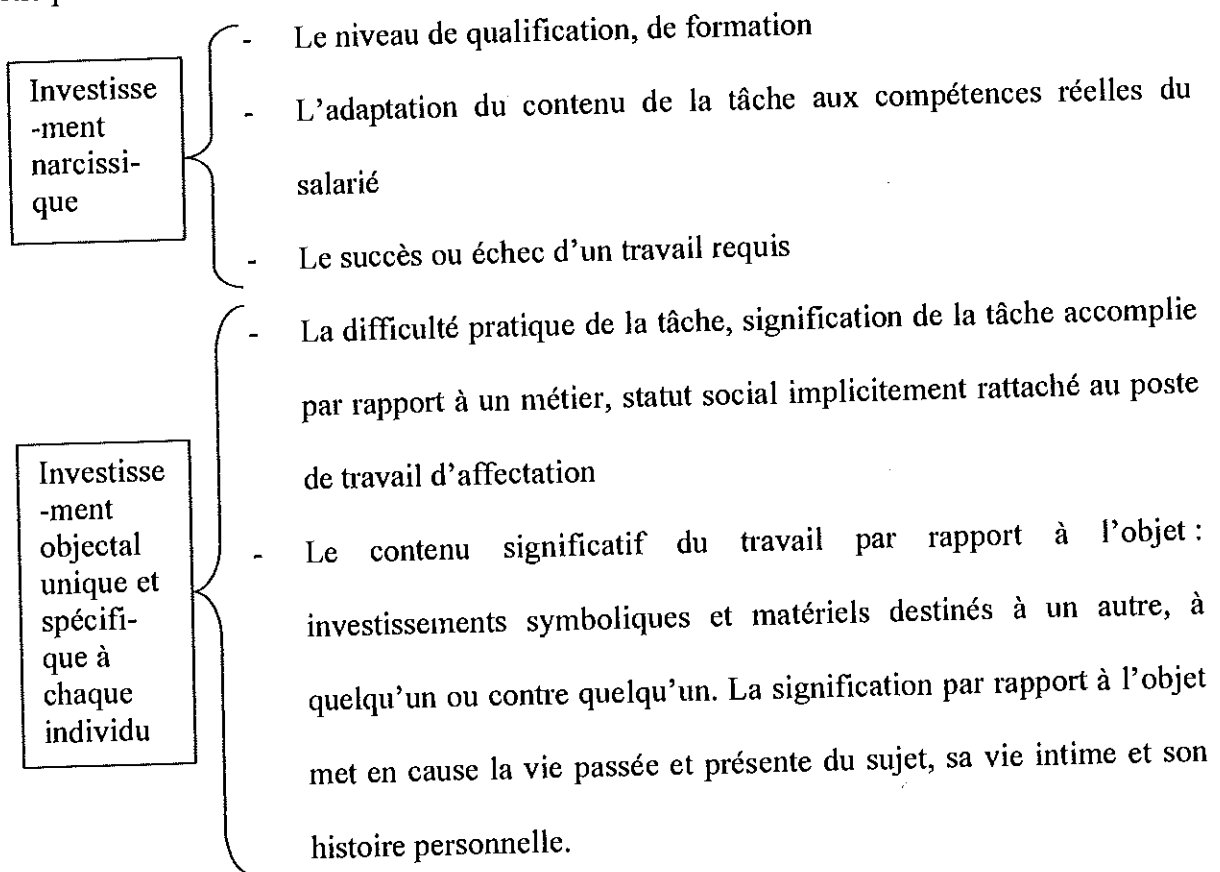 Investisse
-ment
narcissi-
que
- Le niveau de qualification, de formation
- L'adaptation du contenu de la tâche aux compétences réelles du
salarié
- Le succès ou échec d'un travail requis
Investisse
-ment
objectal
unique et
spécifi-
que à
chaque
individu
- La difficulté pratique de la tâche, signification de la tâche accomplie
par rapport à un métier, statut social implicitement rattaché au poste
de travail d'affectation
- Le contenu significatif du travail par rapport à l'objet :
investissements symboliques et matériels destinés à un autre, à
quelqu'un ou contre quelqu'un. La signification par rapport à l'objet
met en cause la vie passée et présente du sujet, sa vie intime et son
histoire personnelle.